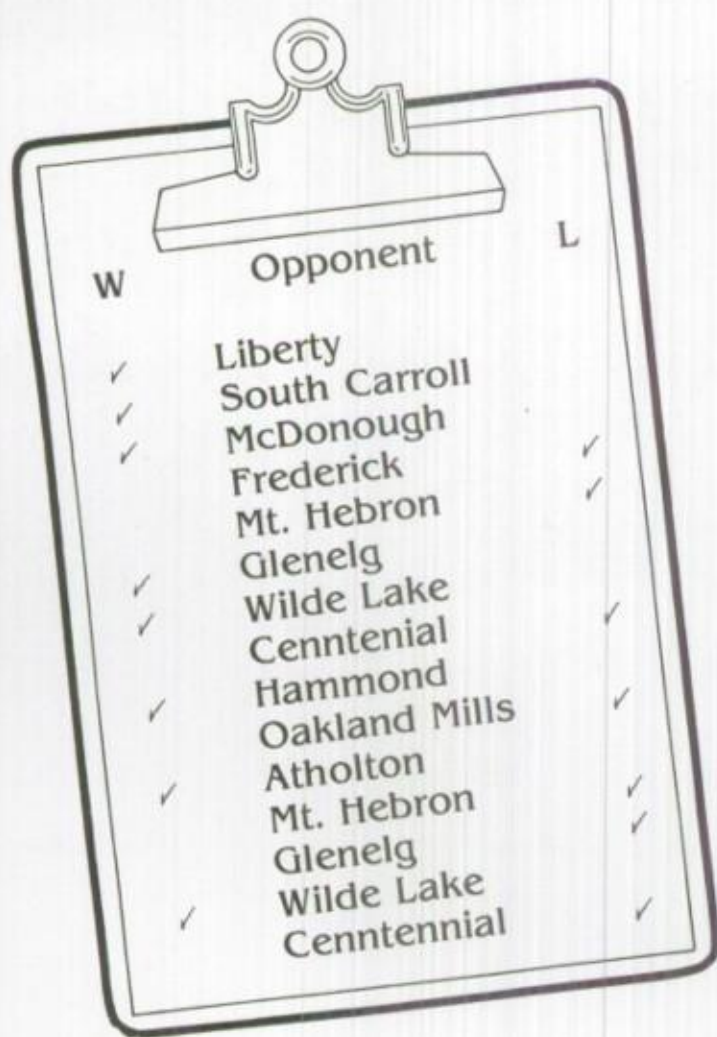 W Opponent L
✓ Liberty
✓ South Carroll
✓ McDonough
Frederick ✓
Mt. Hebron ✓
✓ Glenelg
✓ Wilde Lake
Cenntenial ✓
✓ Hammond
Oakland Mills ✓
✓ Atholton
Mt. Hebron ✓
Glenelg ✓
✓ Wilde Lake
Cenntennial ✓